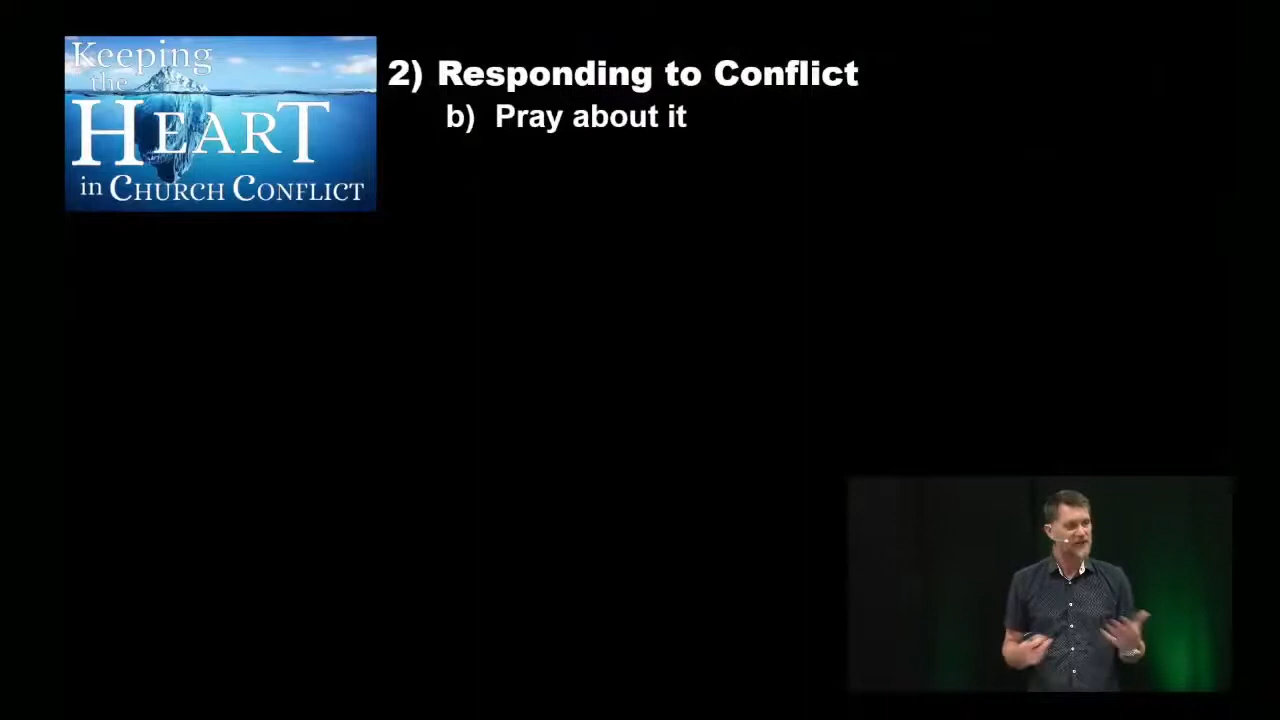 Keeping
the
HEART
in CHURCH CONFLICT
2) Responding to Conflict
b) Pray about it